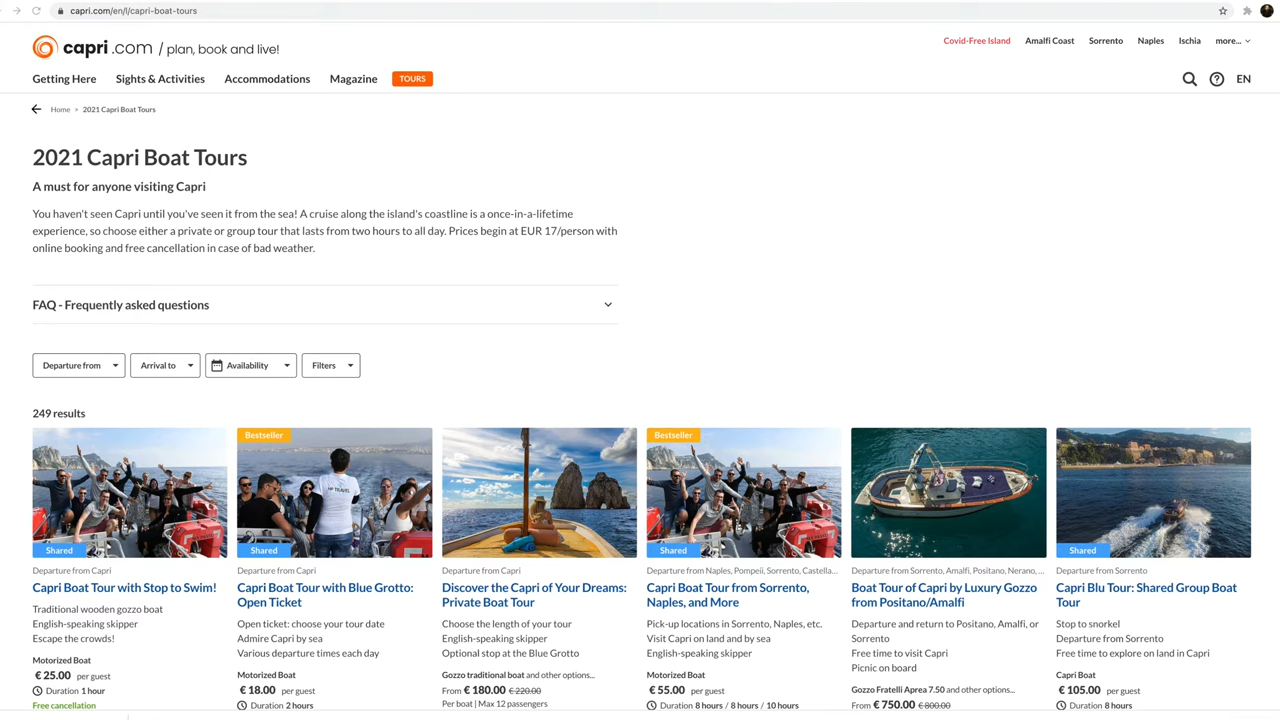 capri.com/en/l/capri-boat-tours
capri.com / plan, book and live!
Covid-Free Island Amalfi Coast Sorrento Naples Ischia more...
Getting Here Sights & Activities Accommodations Magazine TOURS EN
Home 2021 Capri Boat Tours
2021 Capri Boat Tours
A must for anyone visiting Capri
You haven't seen Capri until you've seen it from the sea! A cruise along the island's coastline is a once-in-a-lifetime
experience, so choose either a private or group tour that lasts from two hours to all day. Prices begin at EUR 17/person with
online booking and free cancellation in case of bad weather.
FAQ - Frequently asked questions
Departure from Arrival to Availability Filters
249 results
Shared
Departure from Capri
Capri Boat Tour with Stop to Swim!
Traditional wooden gozzo boat
English-speaking skipper
Escape the crowds!
Motorized Boat
€ 25.00 per guest
Duration 1 hour
Free cancellation
Bestseller
HP TRAVEL
Shared
Departure from Capri
Capri Boat Tour with Blue Grotto:
Open Ticket
Open ticket: choose your tour date
Admire Capri by sea
Various departure times each day
Motorized Boat
€ 18.00 per guest
Duration 2 hours
Departure from Capri
Discover the Capri of Your Dreams:
Private Boat Tour
Choose the length of your tour
English-speaking skipper
Optional stop at the Blue Grotto
Gozzo traditional boat and other options...
From € 180.00 € 220.00
Per boat | Max 12 passengers
Bestseller
Shared
Departure from Naples, Pompeii, Sorrento, Castella...
Capri Boat Tour from Sorrento,
Naples, and More
Pick-up locations in Sorrento, Naples, etc.
Visit Capri on land and by sea
English-speaking skipper
Motorized Boat
€ 55.00 per guest
Duration 8 hours / 8 hours / 10 hours
Departure from Sorrento, Amalfi, Positano, Nerano, ...
Boat Tour of Capri by Luxury Gozzo
from Positano/Amalfi
Departure and return to Positano, Amalfi, or
Sorrento
Free time to visit Capri
Picnic on board
Gozzo Fratelli Aprea 7.50 and other options...
From € 750.00 € 800.00
Shared
Departure from Sorrento
Capri Blu Tour: Shared Group Boat
Tour
Stop to snorkel
Departure from Sorrento
Free time to explore on land in Capri
Capri Boat
€ 105.00 per guest
Duration 8 hours